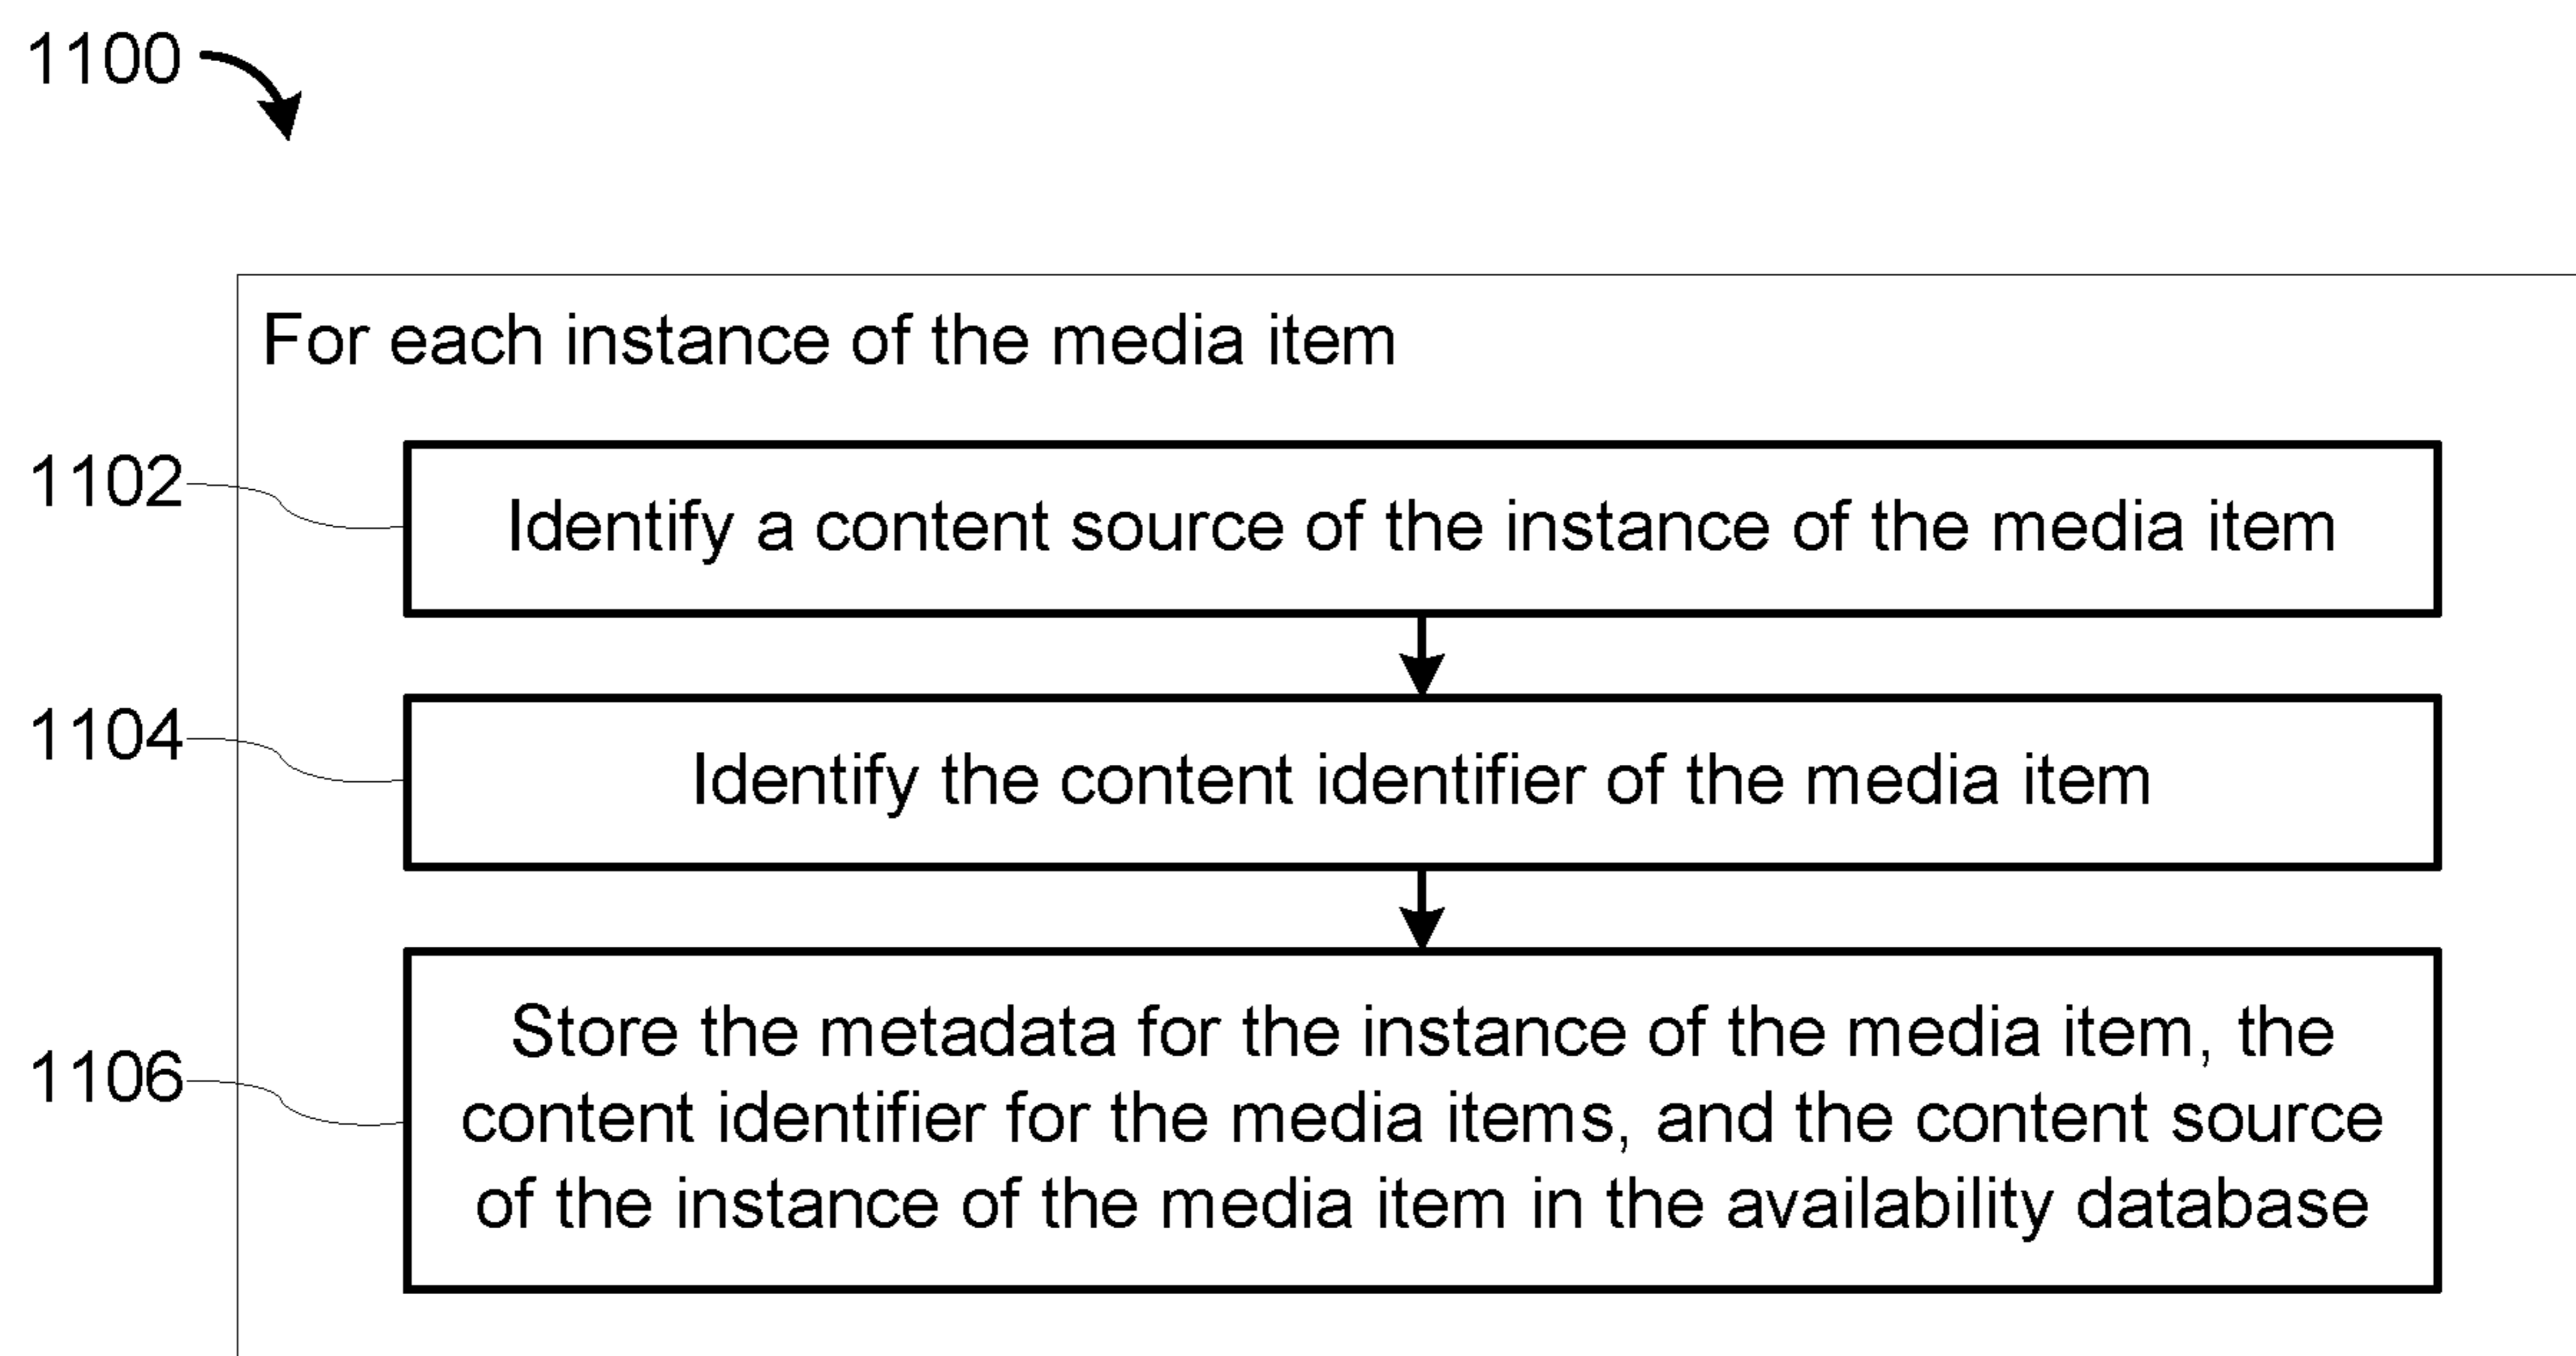 1100
For each instance of the media item
1102
Identify a content source of the instance of the media item
1104
Identify the content identifier of the media item
1106
Store the metadata for the instance of the media item, the
content identifier for the media items, and the content source
of the instance of the media item in the availability database